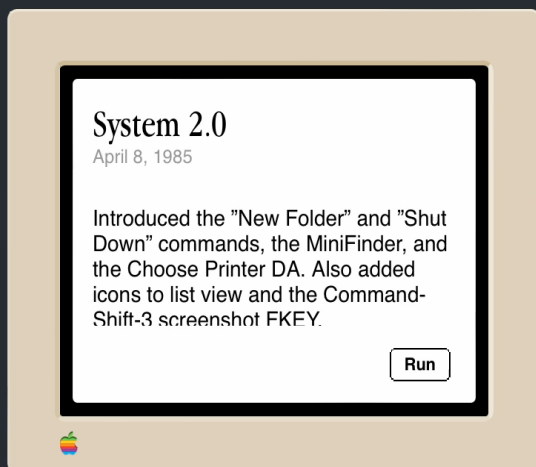 System 2.0
April 8, 1985
Introduced the ”New Folder” and ”Shut
Down” commands, the MiniFinder, and
the Choose Printer DA. Also added
icons to list view and the Command-
Shift-3 screenshot FKEY.
Run